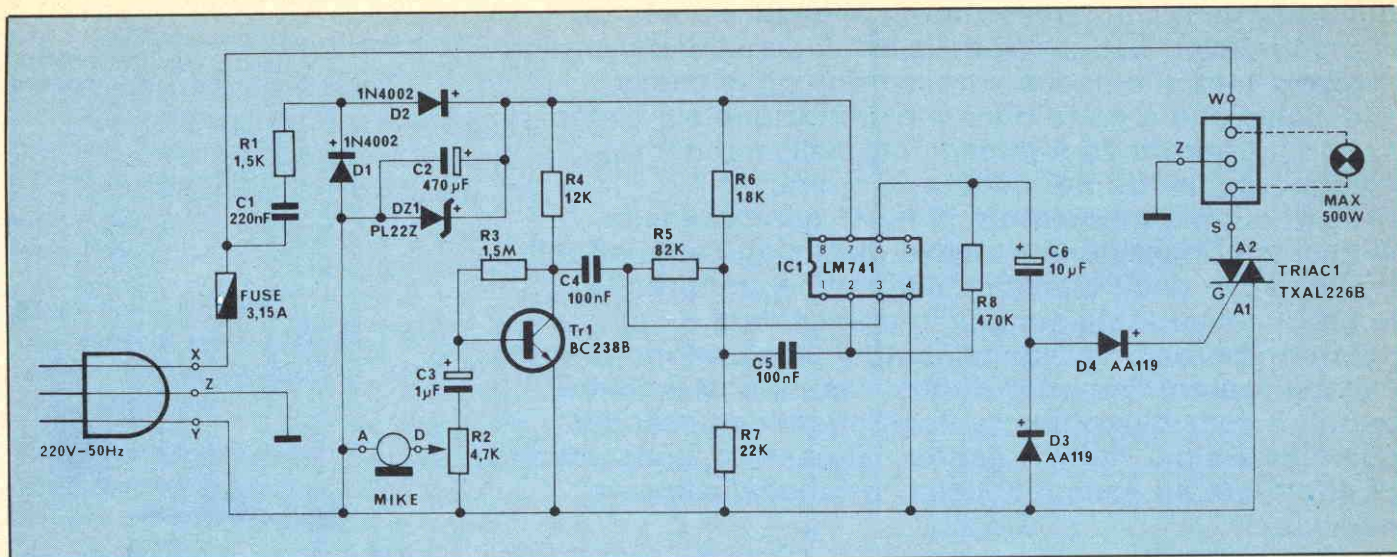 1N4002
D2
R1
1,5K
1N4002
D1
C1
220nF
C2
470µF
DZ1
PL22Z
R4
12K
R3
1,5M
C4
100nF
R5
82K
R6
18K
8 7 6 5
IC1 LM741
1 2 3 4
R8
470K
C6
10µF
W
Z
S
MAX
500W
A2
G
A1
TRIAC1
TXAL226B
FUSE
3,15A
Tr1
BC238B
C3
1µF
C5
100nF
D4 AA119
X
Z
Y
220V-50Hz
A D
MIKE
R2
4,7K
R7
22K
D3
AA119